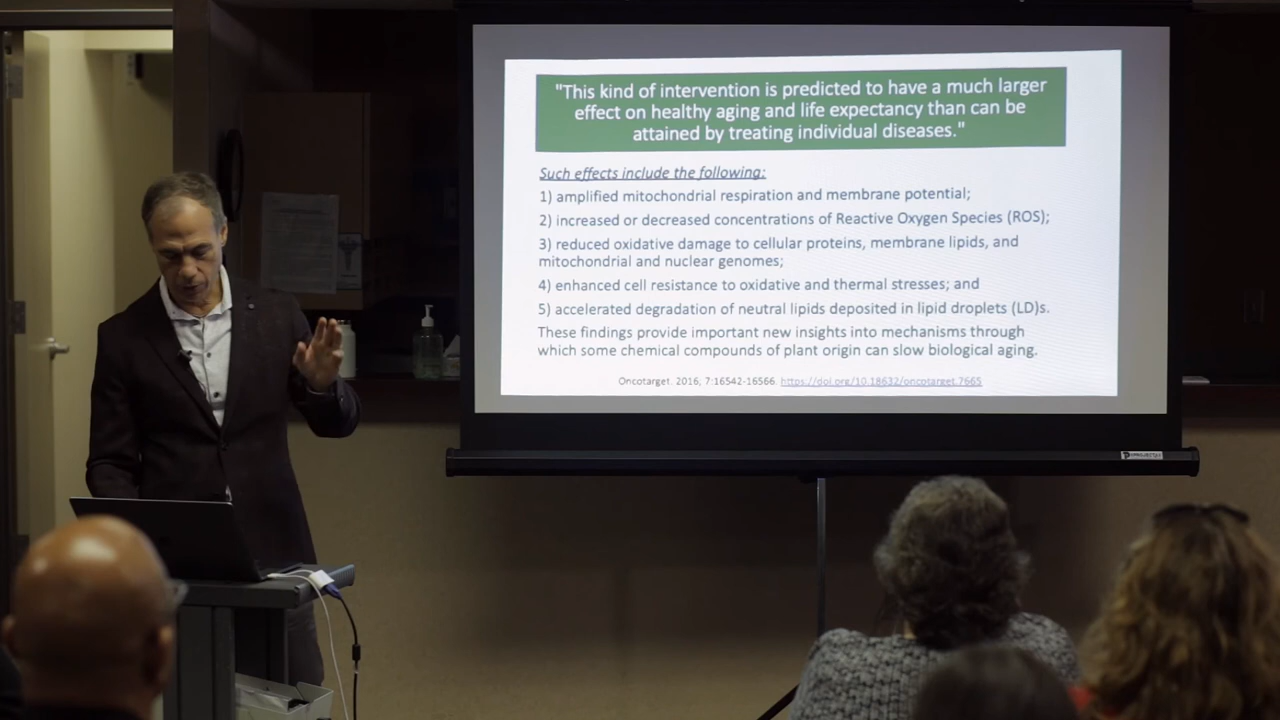 "This kind of intervention is predicted to have a much larger
effect on healthy aging and life expectancy than can be
attained by treating individual diseases."
Such effects include the following:
1) amplified mitochondrial respiration and membrane potential;
2) increased or decreased concentrations of Reactive Oxygen Species (ROS);
3) reduced oxidative damage to cellular proteins, membrane lipids, and
mitochondrial and nuclear genomes;
4) enhanced cell resistance to oxidative and thermal stresses; and
5) accelerated degradation of neutral lipids deposited in lipid droplets (LD)s.
These findings provide important new insights into mechanisms through
which some chemical compounds of plant origin can slow biological aging.
Oncotarget. 2016; 7:16542-16566. https://doi.org/10.18632/oncotarget.7665